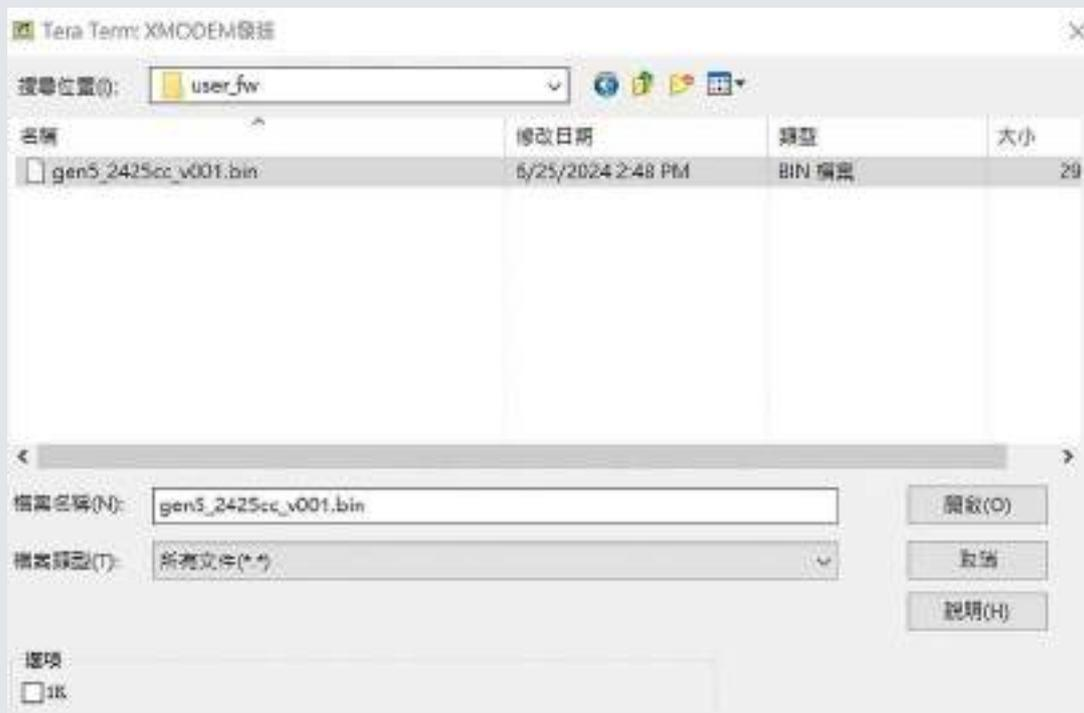 Tera Term: XMODEM發送
搜尋位置(I): user_fw
名稱 修改日期 類型 大小
gen5_2425cc_v001.bin 6/25/2024 2:48 PM BIN 檔案 29
檔案名稱(N): gen5_2425cc_v001.bin 開啟(O)
檔案類型(T): 所有文件(*.*) 取消
說明(H)
選項
1K